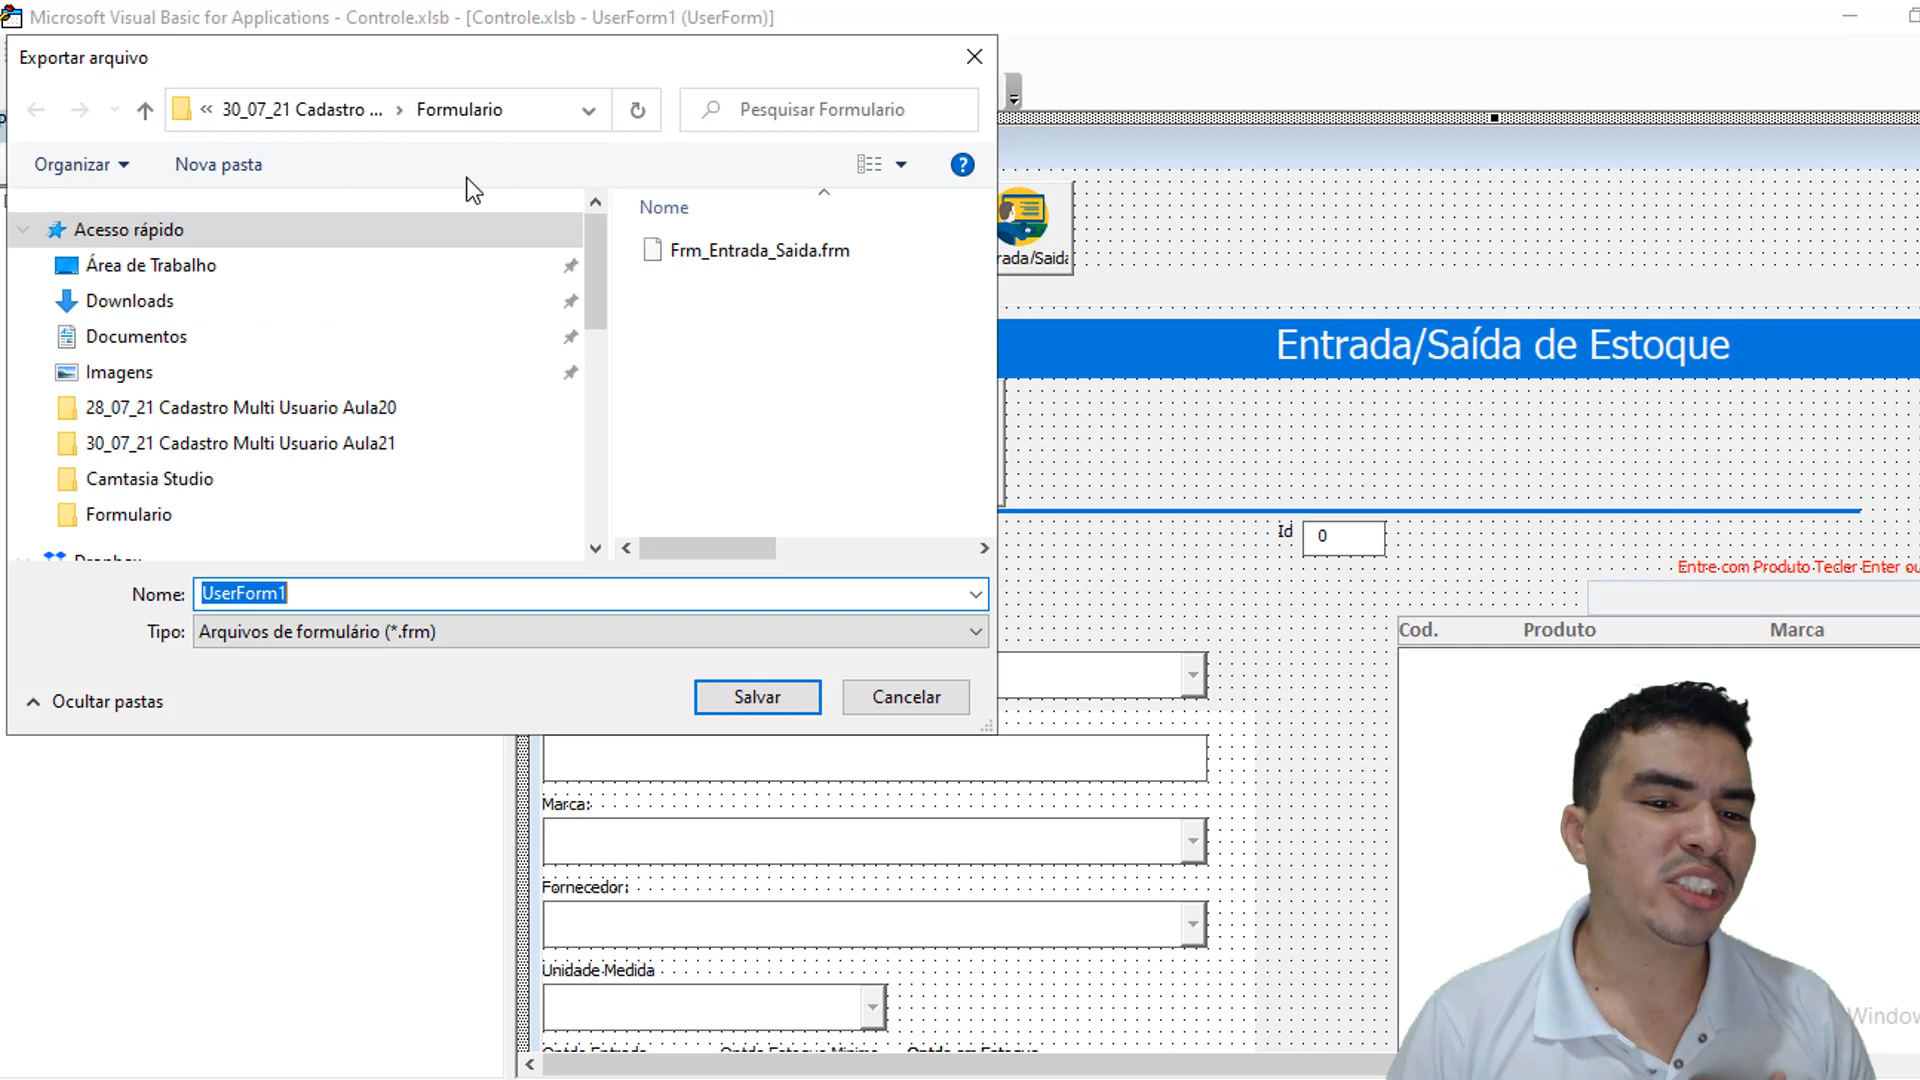 Microsoft Visual Basic for Applications - Controle.xlsb - [Controle.xlsb - UserForm1 (UserForm)]
Exportar arquivo
« 30_07_21 Cadastro ... › Formulario
Pesquisar Formulario
Organizar
Nova pasta
Nome
Acesso rápido
Frm_Entrada_Saida.frm
Área de Trabalho
Downloads
Documentos
Imagens
28_07_21 Cadastro Multi Usuario Aula20
30_07_21 Cadastro Multi Usuario Aula21
Camtasia Studio
Formulario
Nome: UserForm1
Tipo: Arquivos de formulário (*.frm)
Ocultar pastas
Salvar
Cancelar
rada/Saida
Entrada/Saída de Estoque
Id 0
Entre com Produto Tecler Enter ou
Cod. Produto Marca
Marca:
Fornecedor:
Unidade Medida
Window